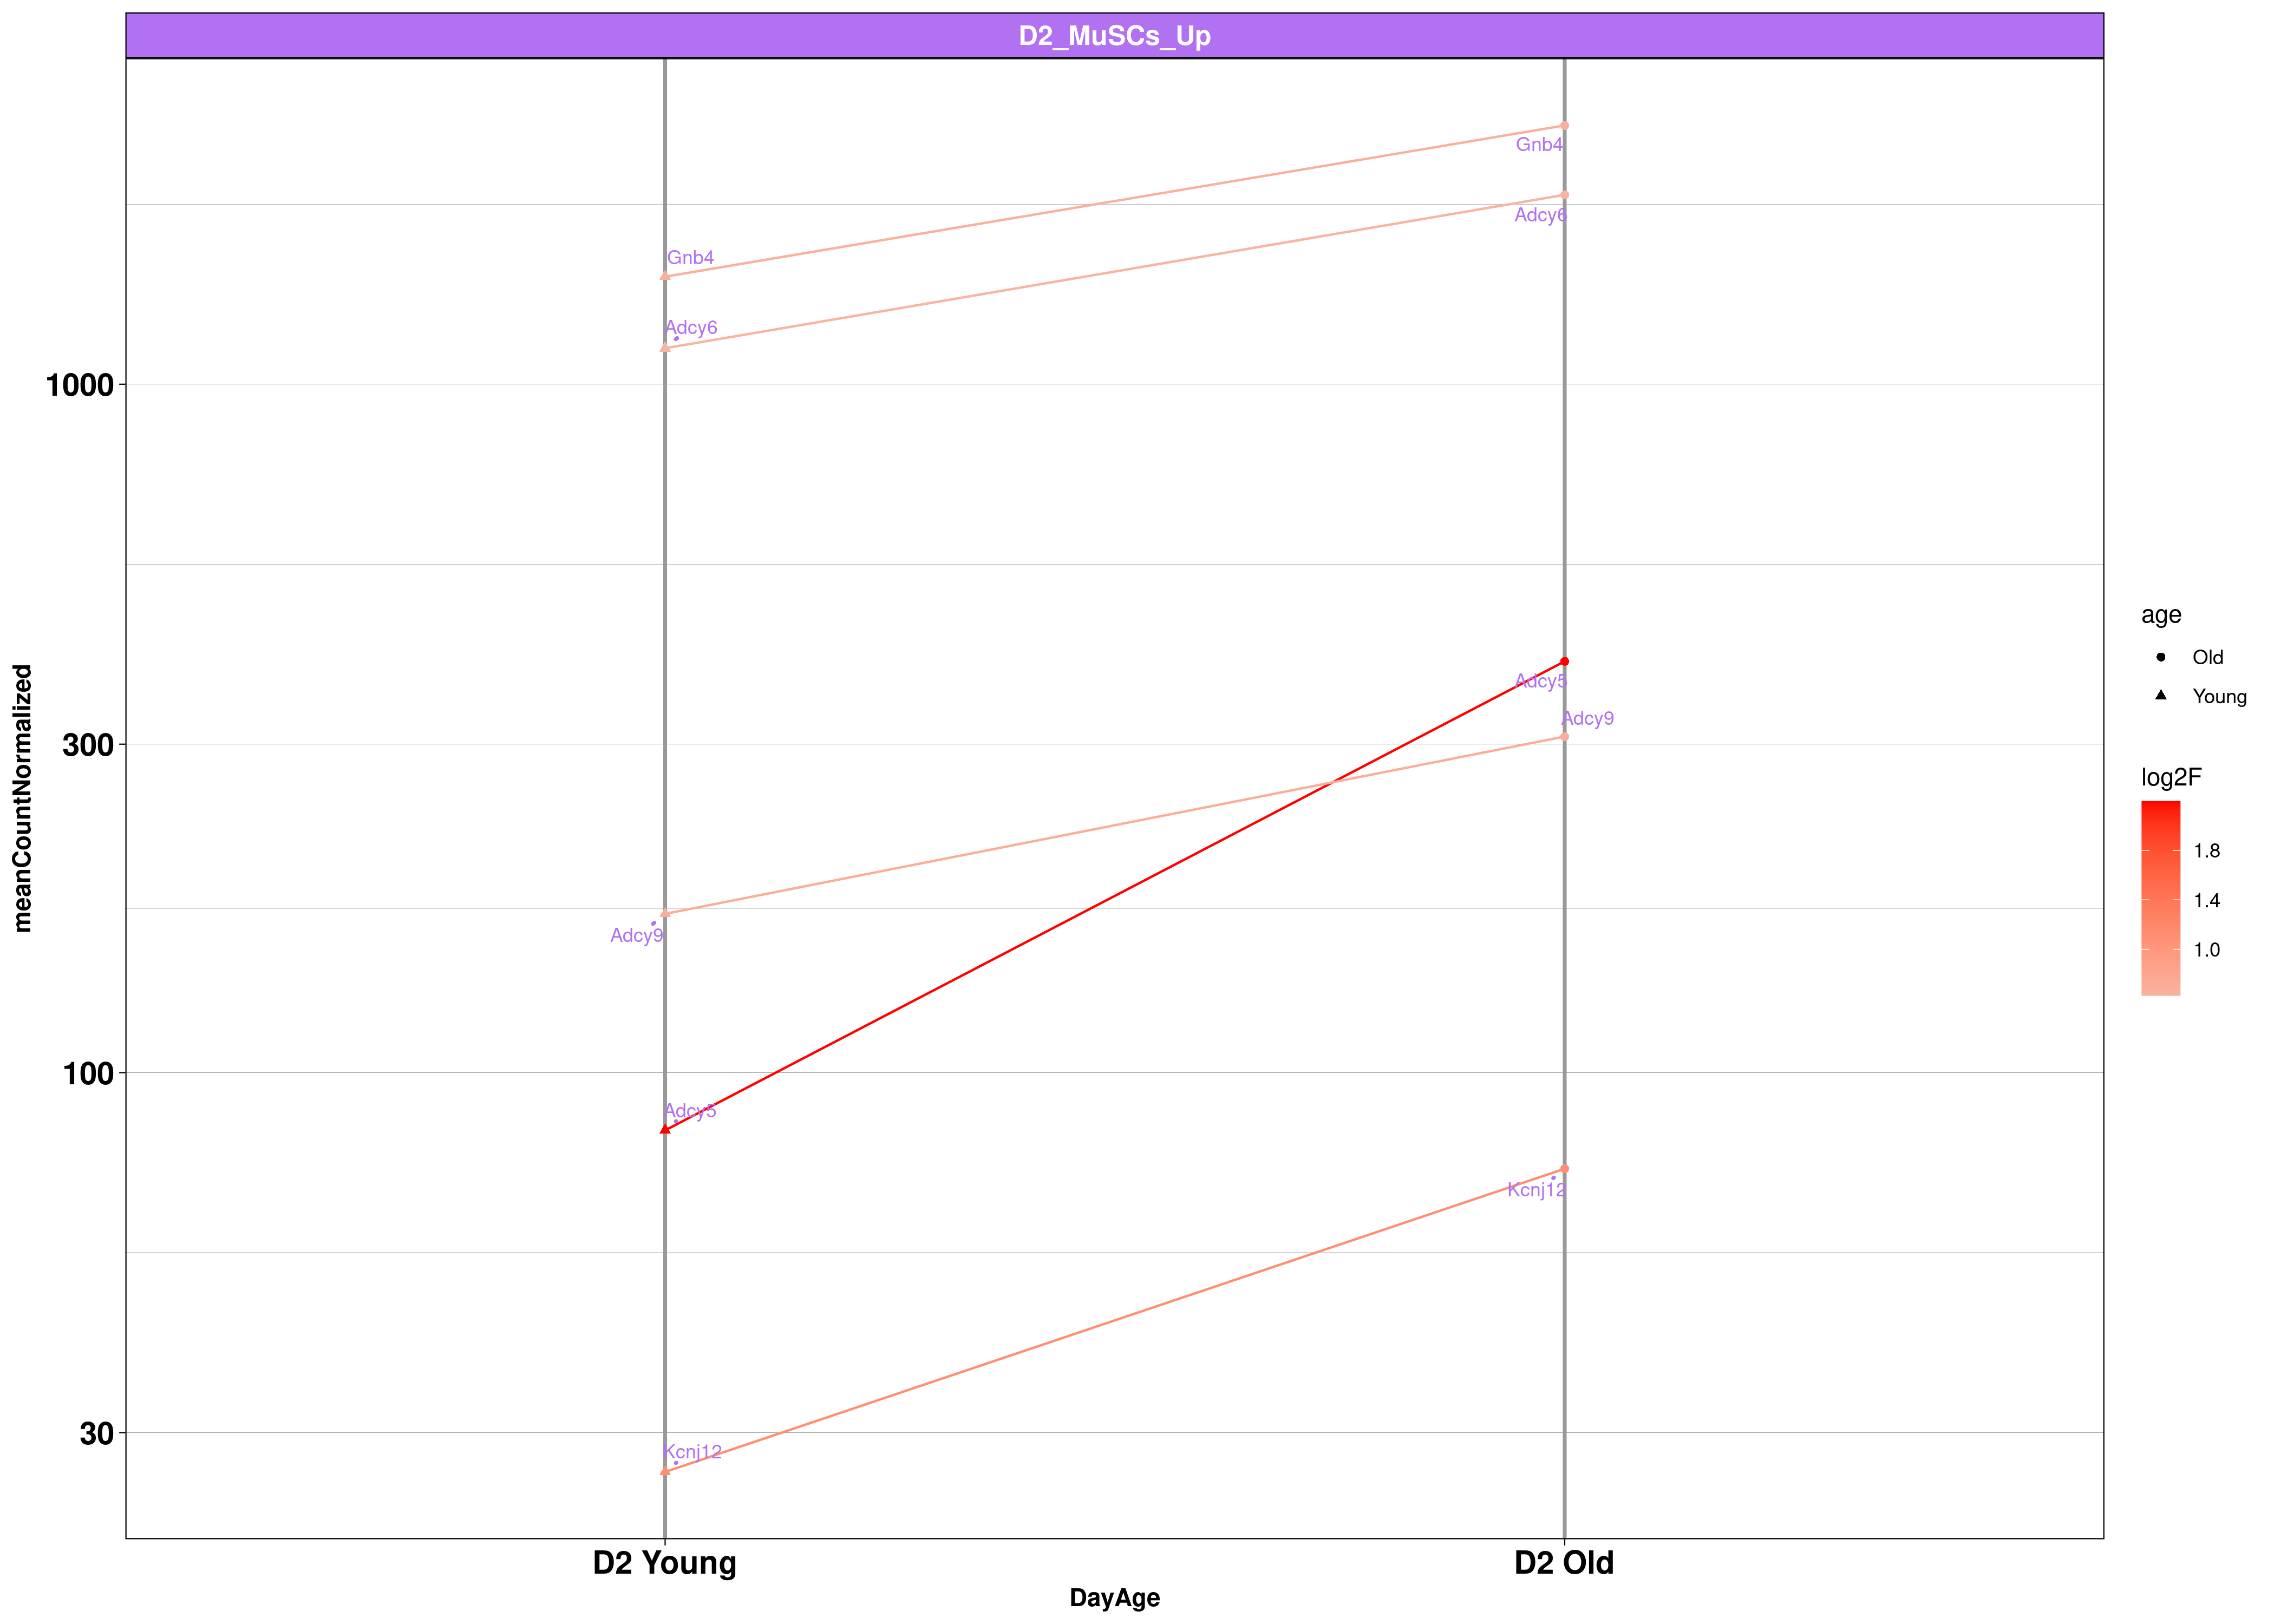 D2_MuSCs_Up
Gnb4
Adcy6
Gnb4
Adcy6
1000
Adcy5
Adcy9
300
Adcy9
100
Adcy5
Kcnj12
30
Kcnj12
meanCountNormalized
D2 Young
D2 Old
DayAge
age
Old
Young
log2F
1.8
1.4
1.0